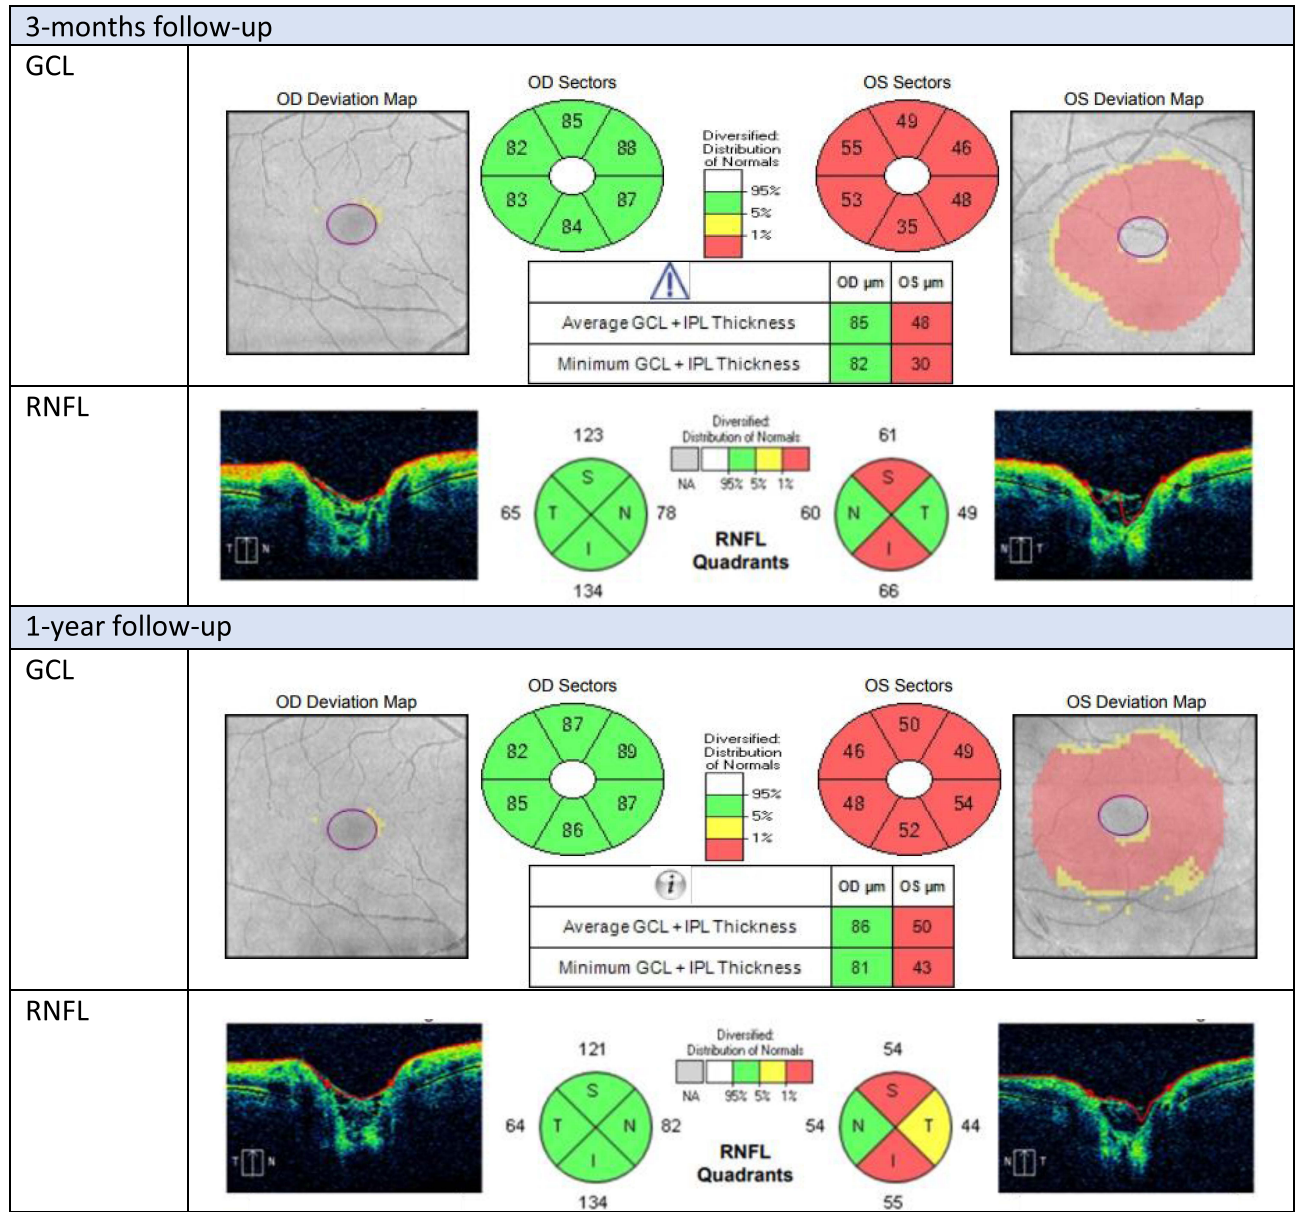 3-months follow-up
GCL
OD Deviation Map
OD Sectors
85
82
88
83
87
84
Diversified:
Distribution
of Normals
95%
5%
1%
OS Sectors
49
55
46
53
48
35
OS Deviation Map
OD µm OS µm
Average GCL + IPL Thickness 85 48
Minimum GCL + IPL Thickness 82 30
RNFL
T N
123
S
65 T N 78
I
134
Diversified:
Distribution of Normals
NA 95% 5% 1%
RNFL
Quadrants
61
S
60 N T 49
I
66
N T
1-year follow-up
GCL
OD Deviation Map
OD Sectors
87
82
89
85
87
86
Diversified:
Distribution
of Normals
95%
5%
1%
OS Sectors
50
46
49
48
54
52
OS Deviation Map
i
OD µm OS µm
Average GCL + IPL Thickness 86 50
Minimum GCL + IPL Thickness 81 43
RNFL
T N
121
S
64 T N 82
I
134
Diversified:
Distribution of Normals
NA 95% 5% 1%
RNFL
Quadrants
54
S
54 N T 44
I
55
N T